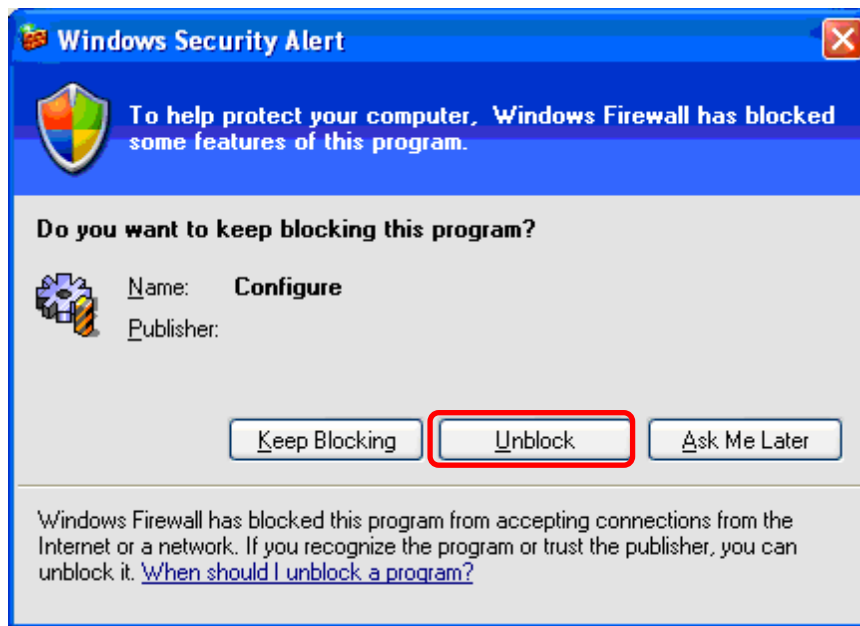 Windows Security Alert
To help protect your computer, Windows Firewall has blocked
some features of this program.
Do you want to keep blocking this program?
Name: Configure
Publisher:
Keep Blocking Unblock Ask Me Later
Windows Firewall has blocked this program from accepting connections from the
Internet or a network. If you recognize the program or trust the publisher, you can
unblock it. When should I unblock a program?